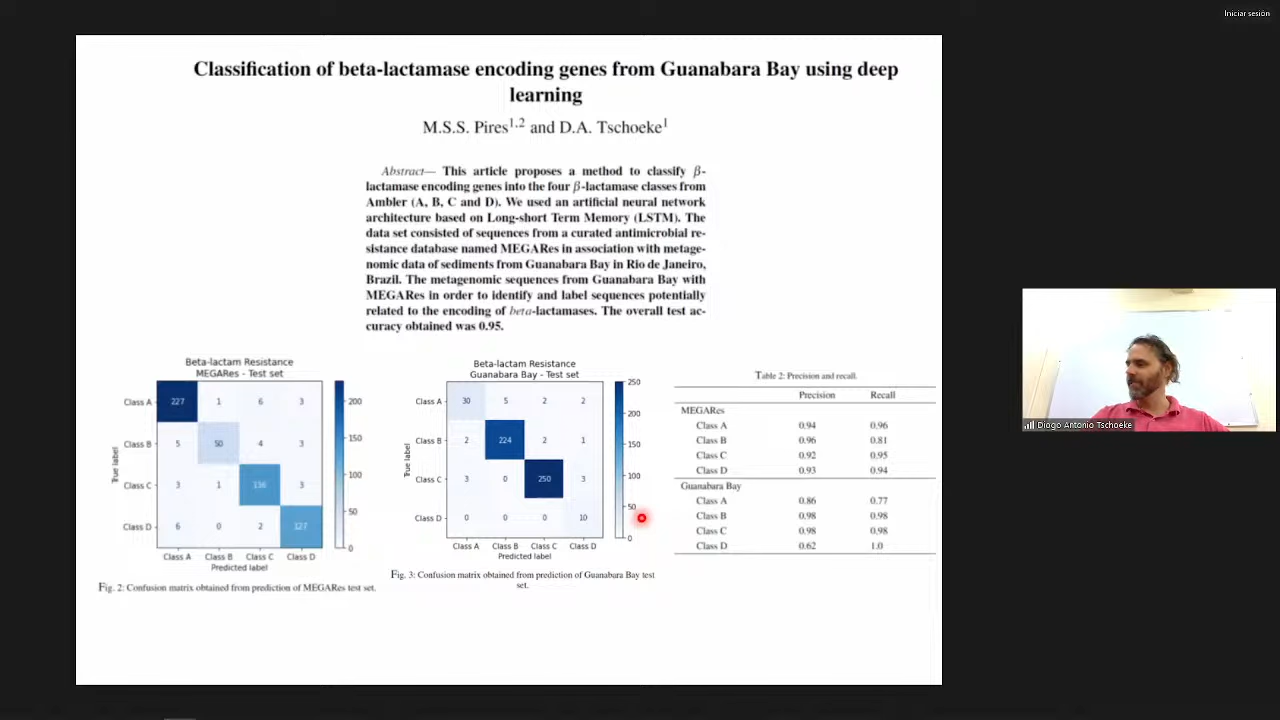 Iniciar sesión
Classification of beta-lactamase encoding genes from Guanabara Bay using deep
learning
M.S.S. Pires1,2 and D.A. Tschoeke1
Abstract— This article proposes a method to classify β-
lactamase encoding genes into the four β-lactamase classes from
Ambler (A, B, C and D). We used an artificial neural network
architecture based on Long-short Term Memory (LSTM). The
data set consisted of sequences from a curated antimicrobial re-
sistance database named MEGARes in association with metage-
nomic data of sediments from Guanabara Bay in Rio de Janeiro,
Brazil. The metagenomic sequences from Guanabara Bay with
MEGARes in order to identify and label sequences potentially
related to the encoding of beta-lactamases. The overall test ac-
curacy obtained was 0.95.
Beta-lactam Resistance
MEGARes - Test set
Class A 227 1 6 3
Class B 5 50 4 3
Class C 3 1 136 3
Class D 6 0 2 127
Class A Class B Class C Class D
Predicted label
True label
200
150
100
50
0
Fig. 2: Confusion matrix obtained from prediction of MEGARes test set.
Beta-lactam Resistance
Guanabara Bay - Test set
Class A 30 5 2 2
Class B 2 224 2 1
Class C 3 0 250 3
Class D 0 0 0 10
Class A Class B Class C Class D
Predicted label
True label
250
200
150
100
50
0
Fig. 3: Confusion matrix obtained from prediction of Guanabara Bay test
set.
Table 2: Precision and recall.
Precision Recall
MEGARes
Class A 0.94 0.96
Class B 0.96 0.81
Class C 0.92 0.95
Class D 0.93 0.94
Guanabara Bay
Class A 0.86 0.77
Class B 0.98 0.98
Class C 0.98 0.98
Class D 0.62 1.0
Diogo Antonio Tschoeke